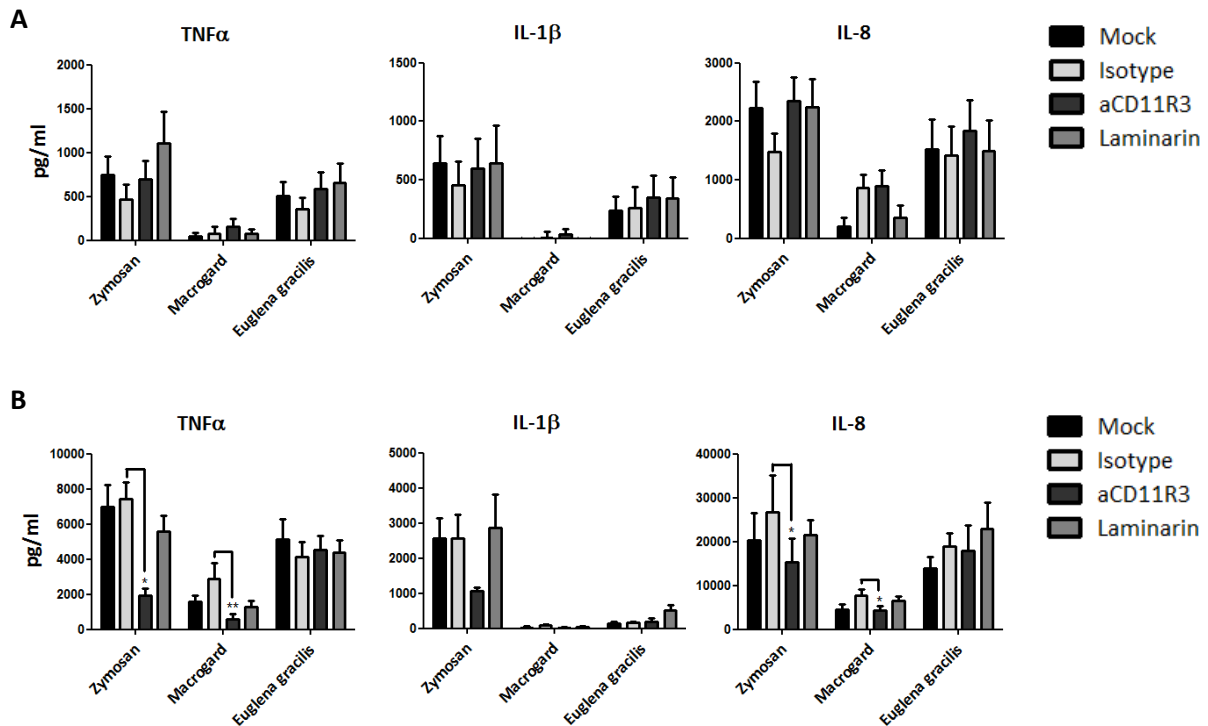 A
TNFα
IL-1β
IL-8
Mock
Isotype
aCD11R3
Laminarin
pg/ml
2000
1500
1000
500
0
Zymosan
Macrogard
Euglena gracilis
1500
1000
500
0
Zymosan
Macrogard
Euglena gracilis
3000
2000
1000
0
Zymosan
Macrogard
Euglena gracilis
B
TNFα
IL-1β
IL-8
Mock
Isotype
aCD11R3
Laminarin
pg/ml
10000
8000
6000
4000
2000
0
*
**
Zymosan
Macrogard
Euglena gracilis
5000
4000
3000
2000
1000
0
Zymosan
Macrogard
Euglena gracilis
40000
30000
20000
10000
0
*
*
Zymosan
Macrogard
Euglena gracilis